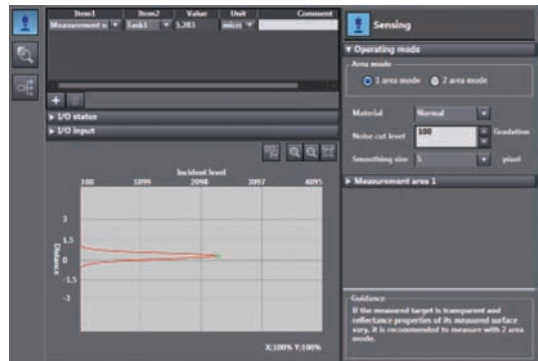 Item1 Item2 Value Unit Comment
Measurement v Task1 5.283 micm
I/O status
I/O input
Incident level
100 1099 2098 3097 4095
Distance
3
1.5
0
-1.5
-3
X:100% Y:100%
Sensing
Operating mode
Area mode
1 area mode 2 area mode
Material Normal
Noise cut level 100 Gradation
Smoothing size 5 pixel
Measurement area 1
Guidance
If the measured target is transparent and
reflectance properties of its measured surface
vary, it is recommended to measure with 2 area
mode.